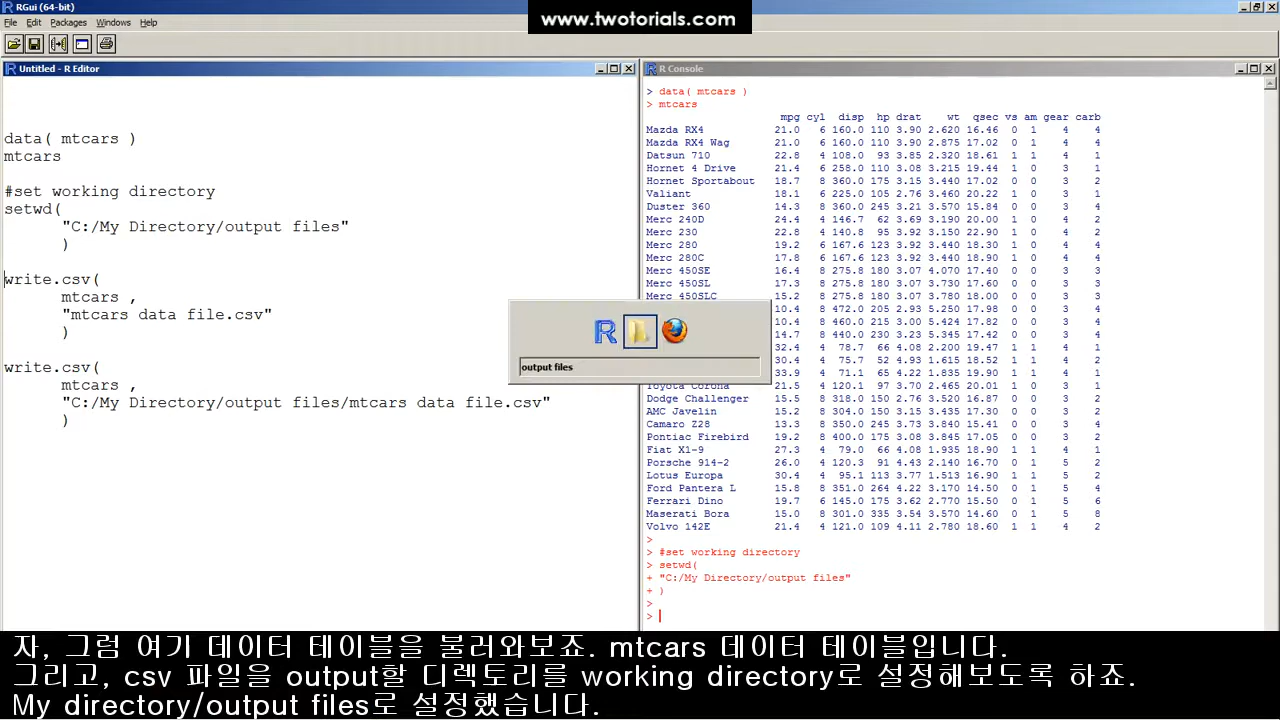 RGui (64-bit)
www.twotorials.com
File Edit Packages Windows Help
Untitled - R Editor
data( mtcars )
mtcars
#set working directory
setwd(
"C:/My Directory/output files"
)
write.csv(
mtcars ,
"mtcars data file.csv"
)
write.csv(
mtcars ,
"C:/My Directory/output files/mtcars data file.csv"
)
R Console
> data( mtcars )
> mtcars
mpg cyl disp hp drat wt qsec vs am gear carb
Mazda RX4 21.0 6 160.0 110 3.90 2.620 16.46 0 1 4 4
Mazda RX4 Wag 21.0 6 160.0 110 3.90 2.875 17.02 0 1 4 4
Datsun 710 22.8 4 108.0 93 3.85 2.320 18.61 1 1 4 1
Hornet 4 Drive 21.4 6 258.0 110 3.08 3.215 19.44 1 0 3 1
Hornet Sportabout 18.7 8 360.0 175 3.15 3.440 17.02 0 0 3 2
Valiant 18.1 6 225.0 105 2.76 3.460 20.22 1 0 3 1
Duster 360 14.3 8 360.0 245 3.21 3.570 15.84 0 0 3 4
Merc 240D 24.4 4 146.7 62 3.69 3.190 20.00 1 0 4 2
Merc 230 22.8 4 140.8 95 3.92 3.150 22.90 1 0 4 2
Merc 280 19.2 6 167.6 123 3.92 3.440 18.30 1 0 4 4
Merc 280C 17.8 6 167.6 123 3.92 3.440 18.90 1 0 4 4
Merc 450SE 16.4 8 275.8 180 3.07 4.070 17.40 0 0 3 3
Merc 450SL 17.3 8 275.8 180 3.07 3.730 17.60 0 0 3 3
Merc 450SLC 15.2 8 275.8 180 3.07 3.780 18.00 0 0 3 3
10.4 8 472.0 205 2.93 5.250 17.98 0 0 3 4
10.4 8 460.0 215 3.00 5.424 17.82 0 0 3 4
14.7 8 440.0 230 3.23 5.345 17.42 0 0 3 4
32.4 4 78.7 66 4.08 2.200 19.47 1 1 4 1
30.4 4 75.7 52 4.93 1.615 18.52 1 1 4 2
33.9 4 71.1 65 4.22 1.835 19.90 1 1 4 1
Toyota Corona 21.5 4 120.1 97 3.70 2.465 20.01 1 0 3 1
Dodge Challenger 15.5 8 318.0 150 2.76 3.520 16.87 0 0 3 2
AMC Javelin 15.2 8 304.0 150 3.15 3.435 17.30 0 0 3 2
Camaro Z28 13.3 8 350.0 245 3.73 3.840 15.41 0 0 3 4
Pontiac Firebird 19.2 8 400.0 175 3.08 3.845 17.05 0 0 3 2
Fiat X1-9 27.3 4 79.0 66 4.08 1.935 18.90 1 1 4 1
Porsche 914-2 26.0 4 120.3 91 4.43 2.140 16.70 0 1 5 2
Lotus Europa 30.4 4 95.1 113 3.77 1.513 16.90 1 1 5 2
Ford Pantera L 15.8 8 351.0 264 4.22 3.170 14.50 0 1 5 4
Ferrari Dino 19.7 6 145.0 175 3.62 2.770 15.50 0 1 5 6
Maserati Bora 15.0 8 301.0 335 3.54 3.570 14.60 0 1 5 8
Volvo 142E 21.4 4 121.0 109 4.11 2.780 18.60 1 1 4 2
>
> #set working directory
> setwd(
+ "C:/My Directory/output files"
+ )
>
>
output files
자, 그럼 여기 데이터 테이블을 불러와보죠. mtcars 데이터 테이블입니다.
그리고, csv 파일을 output할 디렉토리를 working directory로 설정해보도록 하죠.
My directory/output files로 설정했습니다.